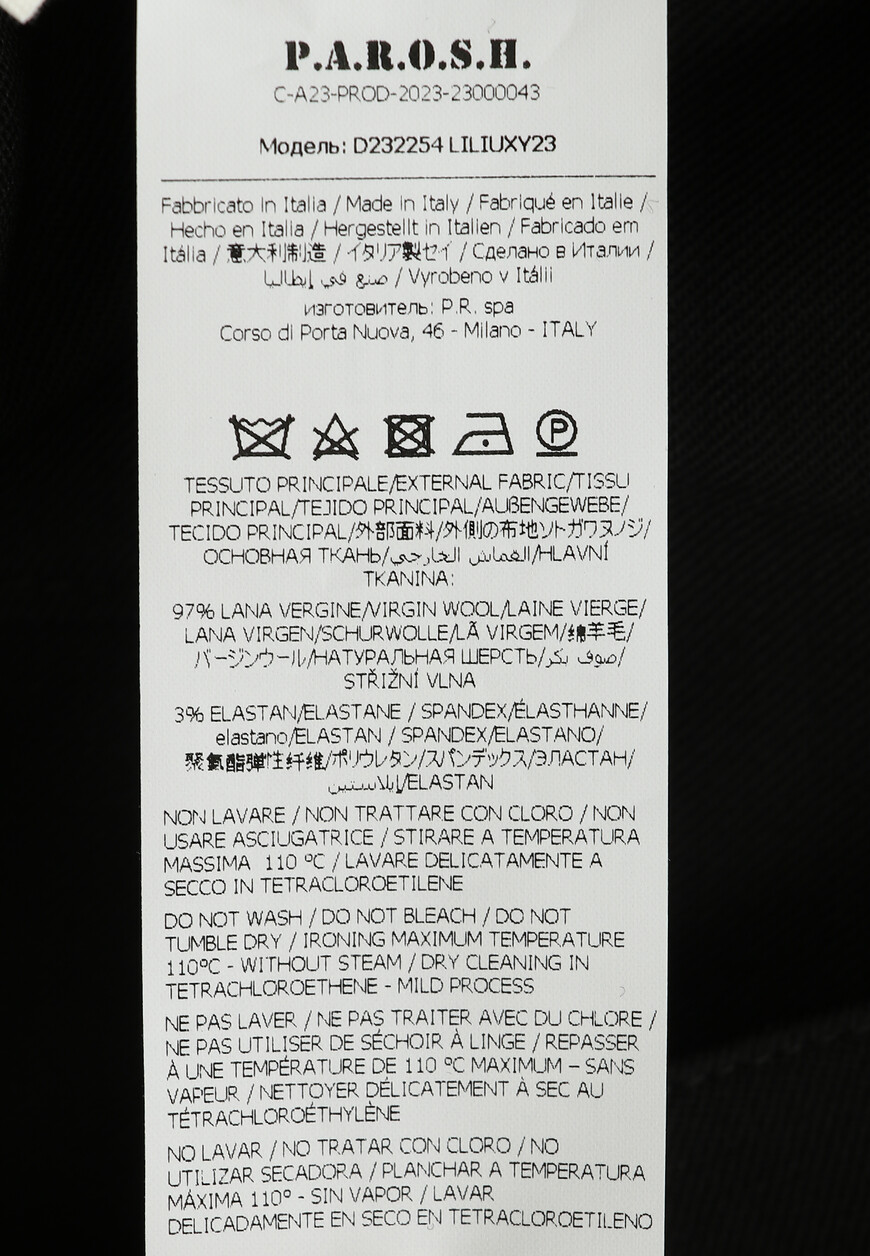 P.A.R.O.S.H.
C-A23-PROD-2023-23000043
Модель: D232254 LILIUXY23
Fabbricato in Italia / Made in Italy / Fabriqué en Italie /
Hecho en Italia / Hergestellt in Italien / Fabricado em
Itália / 意大利制造 / イタリア製セイ / Сделано в Италии /
صنع في إيطاليا / Vyrobeno v Itálii
изготовитель: P.R. spa
Corso di Porta Nuova, 46 - Milano - ITALY
P
TESSUTO PRINCIPALE/EXTERNAL FABRIC/TISSU
PRINCIPAL/TEJIDO PRINCIPAL/AUßENGEWEBE/
TECIDO PRINCIPAL/外部面料/外側の布地ソトガワヌノジ/
ОСНОВНАЯ ТКАНЬ/القماش الخارجي/HLAVNÍ
TKANINA:
97% LANA VERGINE/VIRGIN WOOL/LAINE VIERGE/
LANA VIRGEN/SCHURWOLLE/LÃ VIRGEM/绵羊毛/
バージンウール/НАТУРАЛЬНАЯ ШЕРСТЬ/صوف بكر/
STŘIŽNÍ VLNA
3% ELASTAN/ELASTANE / SPANDEX/ÉLASTHANNE/
elastano/ELASTAN / SPANDEX/ELASTANO/
聚氨酯弹性纤维/ポリウレタン/スパンデックス/ЭЛАСТАН/
إيلاستين/ELASTAN
NON LAVARE / NON TRATTARE CON CLORO / NON
USARE ASCIUGATRICE / STIRARE A TEMPERATURA
MASSIMA 110 ºC / LAVARE DELICATAMENTE A
SECCO IN TETRACLOROETILENE
DO NOT WASH / DO NOT BLEACH / DO NOT
TUMBLE DRY / IRONING MAXIMUM TEMPERATURE
110ºC - WITHOUT STEAM / DRY CLEANING IN
TETRACHLOROETHENE - MILD PROCESS
NE PAS LAVER / NE PAS TRAITER AVEC DU CHLORE /
NE PAS UTILISER DE SÉCHOIR À LINGE / REPASSER
À UNE TEMPÉRATURE DE 110 ºC MAXIMUM – SANS
VAPEUR / NETTOYER DÉLICATEMENT À SEC AU
TÉTRACHLOROÉTHYLÈNE
NO LAVAR / NO TRATAR CON CLORO / NO
UTILIZAR SECADORA / PLANCHAR A TEMPERATURA
MÁXIMA 110º - SIN VAPOR / LAVAR
DELICADAMENTE EN SECO EN TETRACLOROETILENO